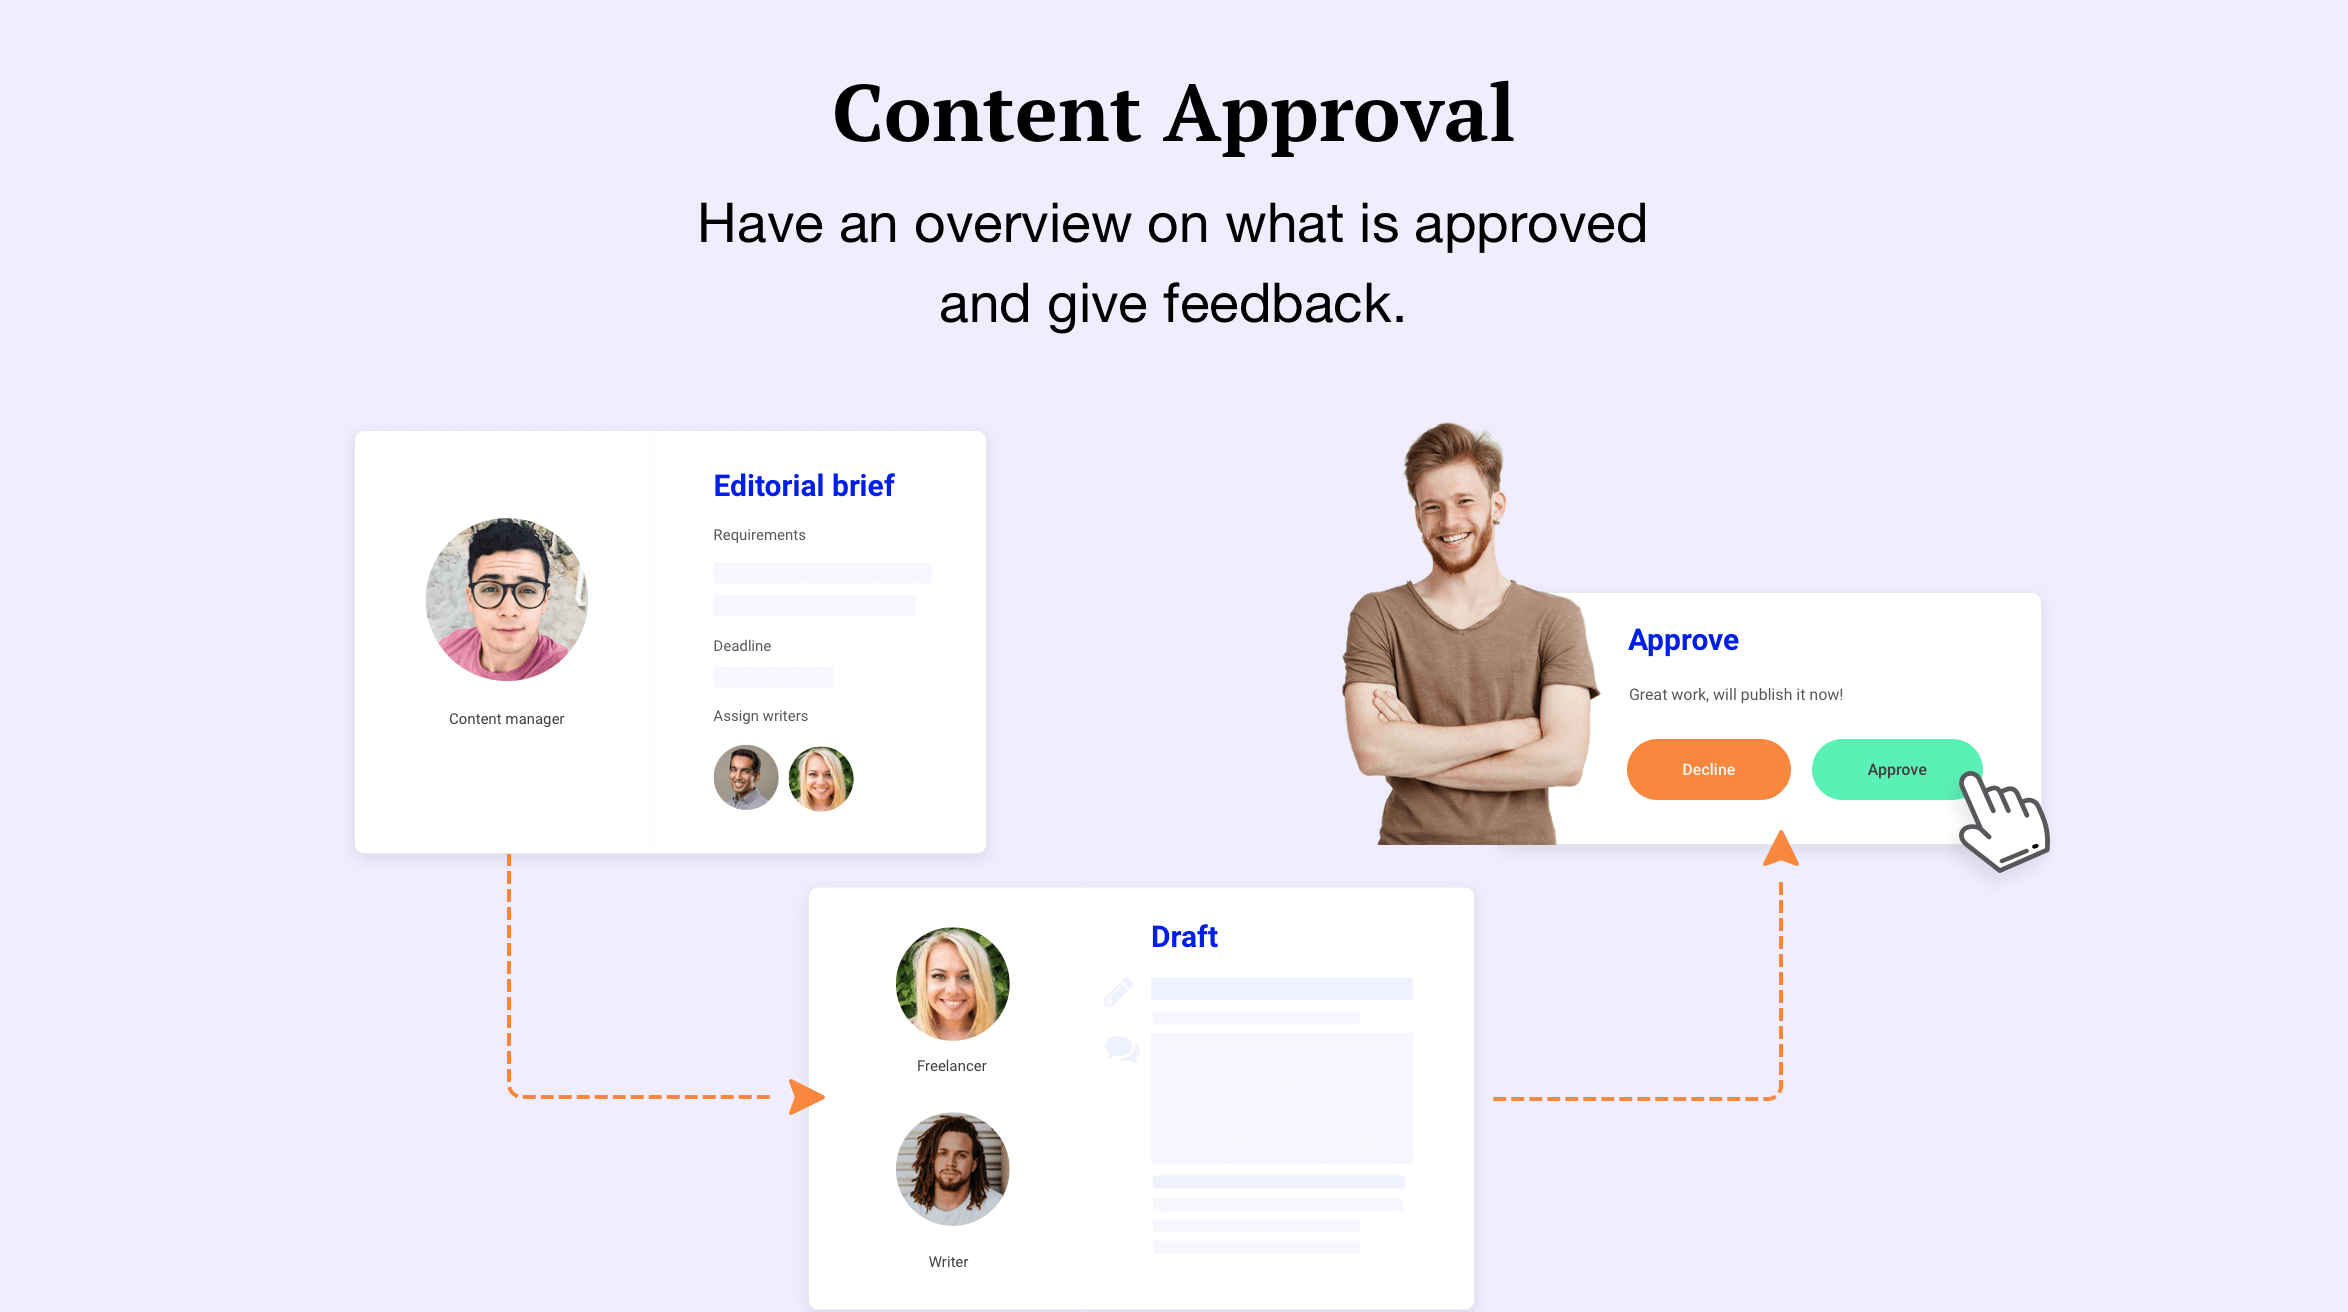 Content Approval
Have an overview on what is approved
and give feedback.
Editorial brief
Requirements
Deadline
Assign writers
Content manager
Approve
Great work, will publish it now!
Decline
Approve
Draft
Freelancer
Writer